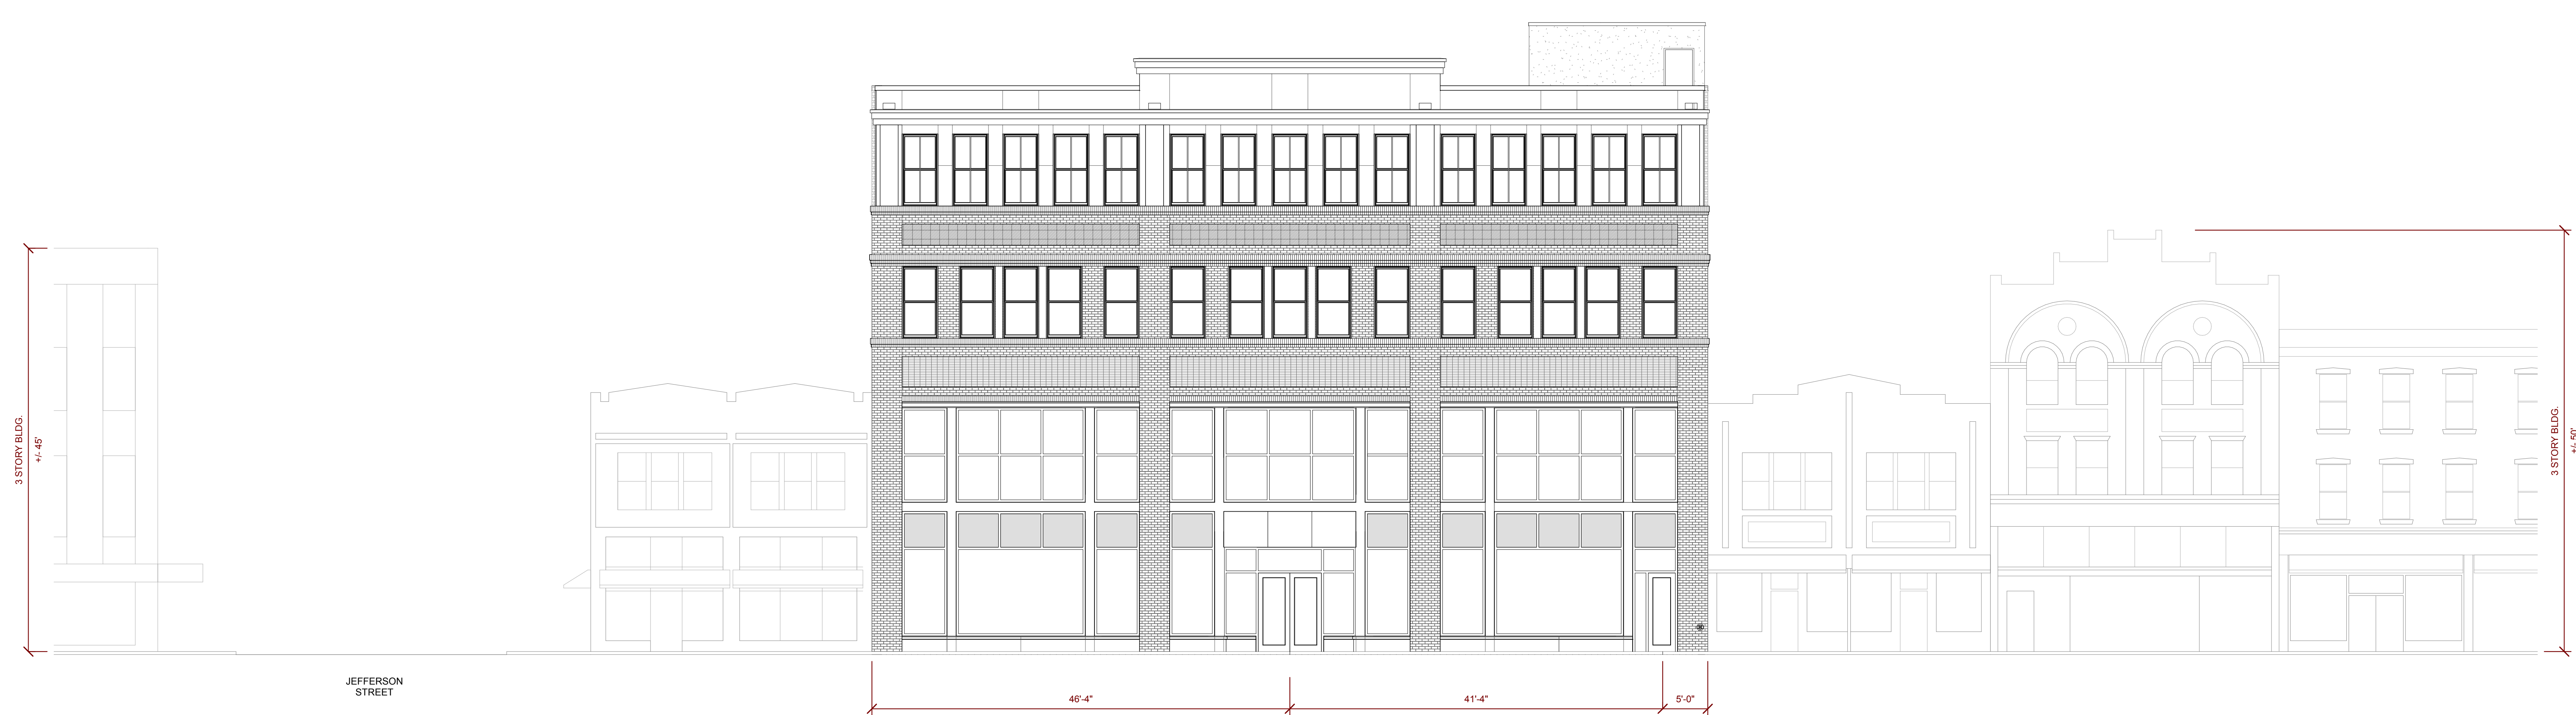 3 STORY BLDG.
+/- 45'
JEFFERSON
STREET
46'-4"
41'-4"
5'-0"
3 STORY BLDG.
+/- 50'